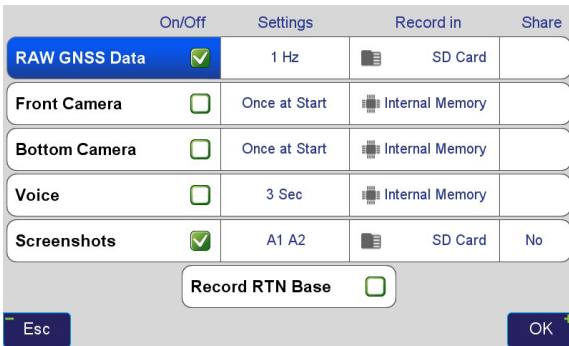 On/Off Settings Record in Share
RAW GNSS Data 1 Hz SD Card
Front Camera Once at Start Internal Memory
Bottom Camera Once at Start Internal Memory
Voice 3 Sec Internal Memory
Screenshots A1 A2 SD Card No
Record RTN Base
Esc OK